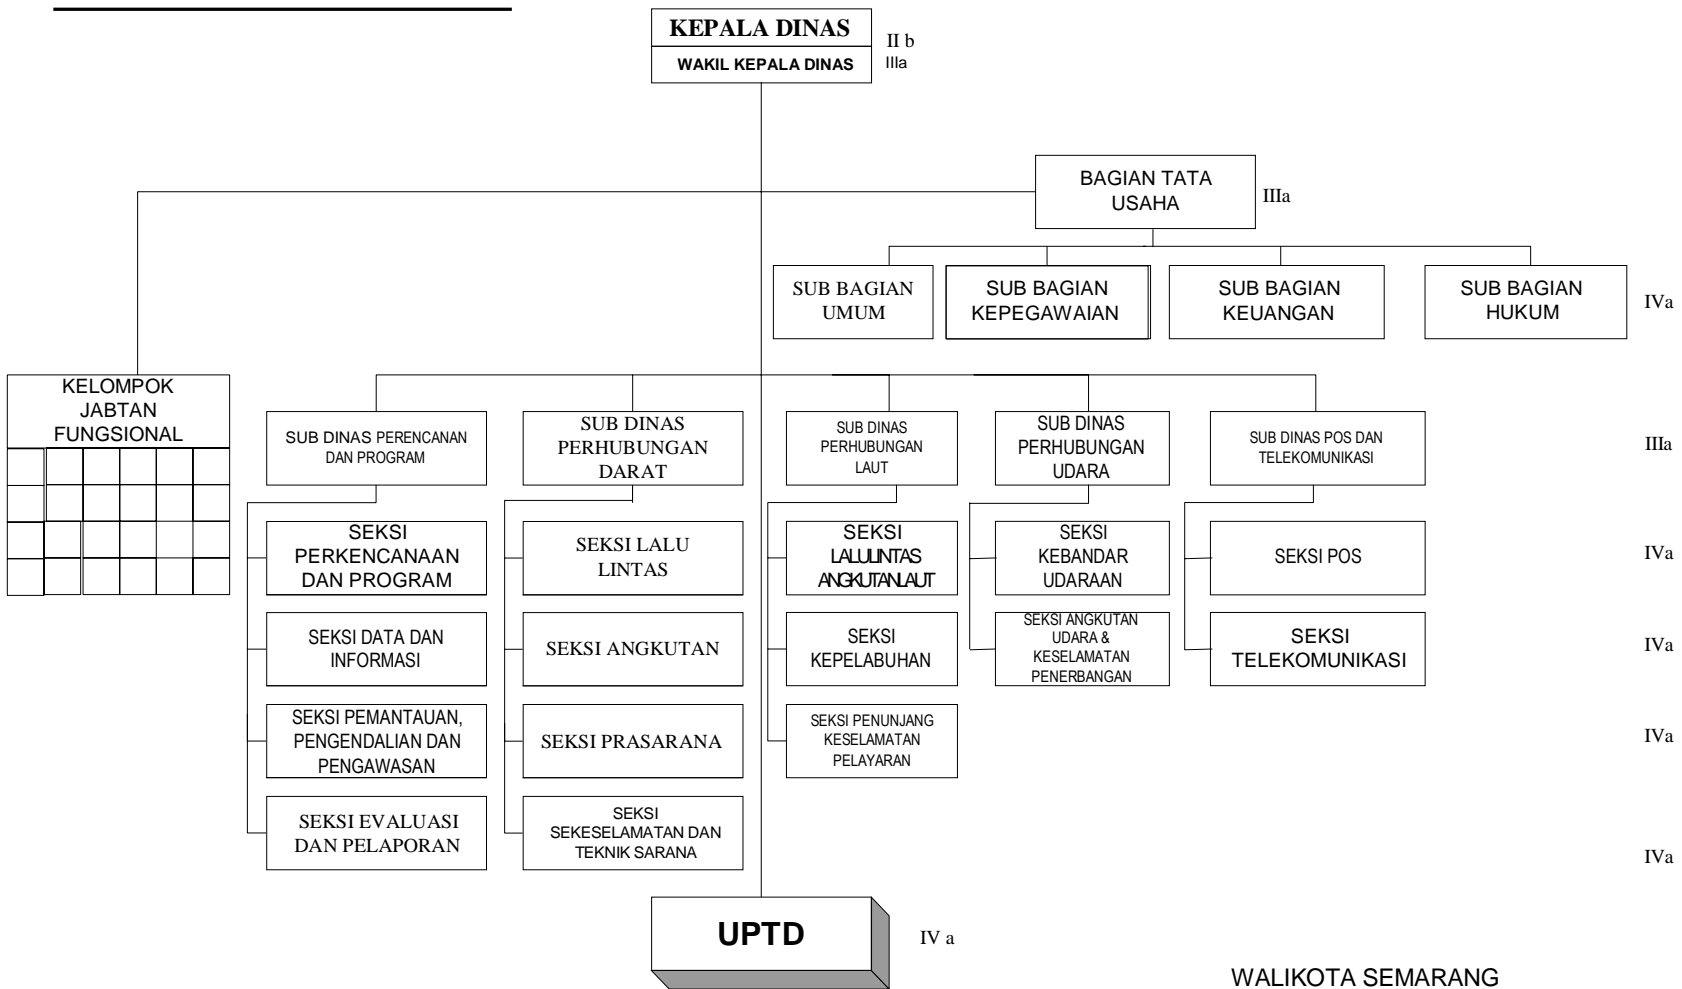 KEPALA DINAS
II b
WAKIL KEPALA DINAS
IIIa
BAGIAN TATA
USAHA
IIIa
SUB BAGIAN
UMUM
SUB BAGIAN
KEPEGAWAIAN
SUB BAGIAN
KEUANGAN
SUB BAGIAN
HUKUM
IVa
KELOMPOK
JABTAN
FUNGSIONAL
SUB DINAS PERENCANAN
DAN PROGRAM
SUB DINAS
PERHUBUNGAN
DARAT
SUB DINAS
PERHUBUNGAN
LAUT
SUB DINAS
PERHUBUNGAN
UDARA
SUB DINAS POS DAN
TELEKOMUNIKASI
IIIa
SEKSI
PERKENCANAAN
DAN PROGRAM
SEKSI LALU
LINTAS
SEKSI
LALULINTAS
ANGKUTANLAUT
SEKSI
KEBANDAR
UDARAAN
SEKSI POS
IVa
SEKSI DATA DAN
INFORMASI
SEKSI ANGKUTAN
SEKSI
KEPELABUHAN
SEKSI ANGKUTAN
UDARA &
KESELAMATAN
PENERBANGAN
SEKSI
TELEKOMUNIKASI
IVa
SEKSI PEMANTAUAN,
PENGENDALIAN DAN
PENGAWASAN
SEKSI PRASARANA
SEKSI PENUNJANG
KESELAMATAN
PELAYARAN
IVa
SEKSI EVALUASI
DAN PELAPORAN
SEKSI
SEKESELAMATAN DAN
TEKNIK SARANA
IVa
UPTD
IV a
WALIKOTA SEMARANG